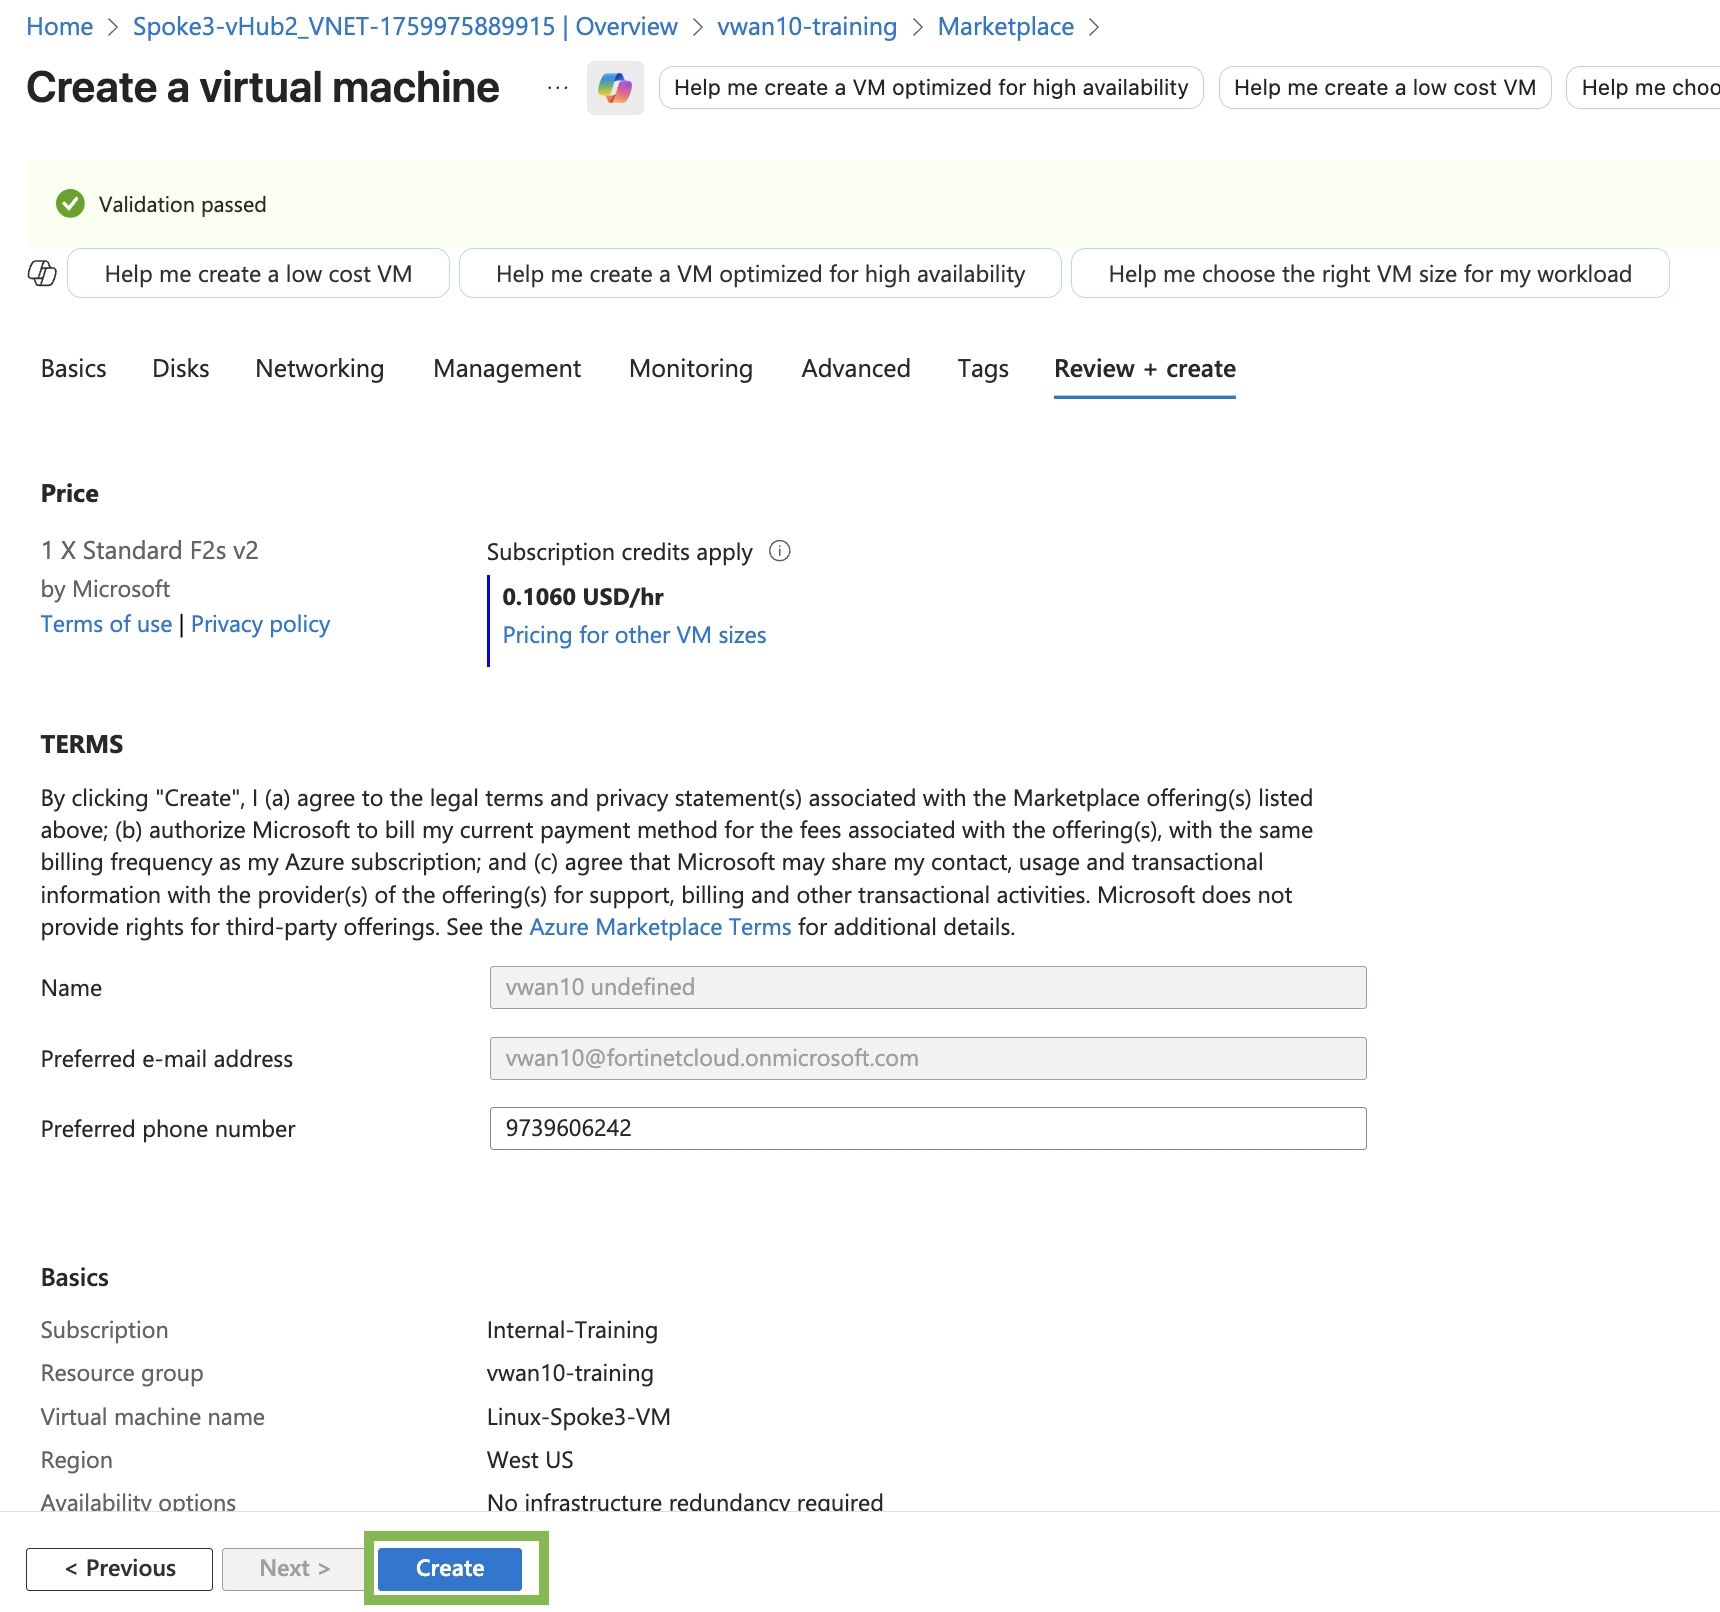 Home > Spoke3-vHub2_VNET-1759975889915 | Overview > vwan10-training > Marketplace >
Create a virtual machine ... Help me create a VM optimized for high availability Help me create a low cost VM Help me choo
Validation passed
Help me create a low cost VM Help me create a VM optimized for high availability Help me choose the right VM size for my workload
Basics Disks Networking Management Monitoring Advanced Tags Review + create
Price
1 X Standard F2s v2
by Microsoft
Terms of use | Privacy policy
Subscription credits apply
0.1060 USD/hr
Pricing for other VM sizes
TERMS
By clicking "Create", I (a) agree to the legal terms and privacy statement(s) associated with the Marketplace offering(s) listed
above; (b) authorize Microsoft to bill my current payment method for the fees associated with the offering(s), with the same
billing frequency as my Azure subscription; and (c) agree that Microsoft may share my contact, usage and transactional
information with the provider(s) of the offering(s) for support, billing and other transactional activities. Microsoft does not
provide rights for third-party offerings. See the Azure Marketplace Terms for additional details.
Name vwan10 undefined
Preferred e-mail address vwan10@fortinetcloud.onmicrosoft.com
Preferred phone number 9739606242
Basics
Subscription Internal-Training
Resource group vwan10-training
Virtual machine name Linux-Spoke3-VM
Region West US
Availability options No infrastructure redundancy required
< Previous Next > Create